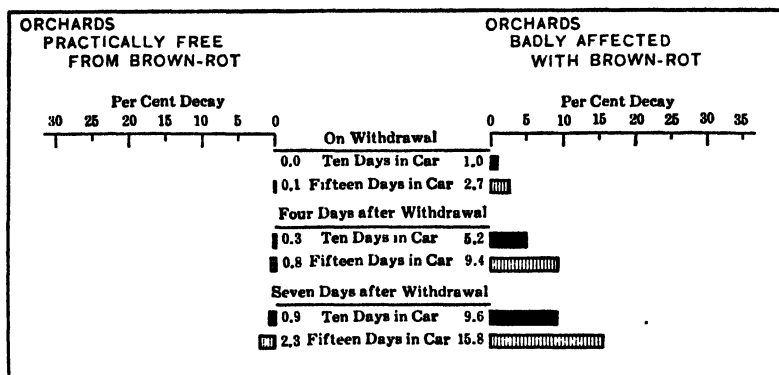 ORCHARDS
PRACTICALLY FREE
FROM BROWN-ROT
ORCHARDS
BADLY AFFECTED
WITH BROWN-ROT
Per Cent Decay
30 25 20 15 10 5 0
Per Cent Decay
0 5 10 15 20 25 30 35
On Withdrawal
0.0 Ten Days in Car 1.0
0.1 Fifteen Days in Car 2.7
Four Days after Withdrawal
0.3 Ten Days in Car 5.2
0.8 Fifteen Days in Car 9.4
Seven Days after Withdrawal
0.9 Ten Days in Car 9.6
2.3 Fifteen Days in Car 15.8